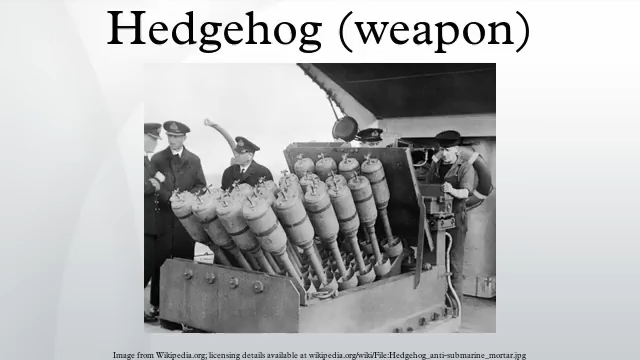 Hedgehog (weapon)
Image from Wikipedia.org; licensing details available at wikipedia.org/wiki/File:Hedgehog_anti-submarine_mortar.jpg